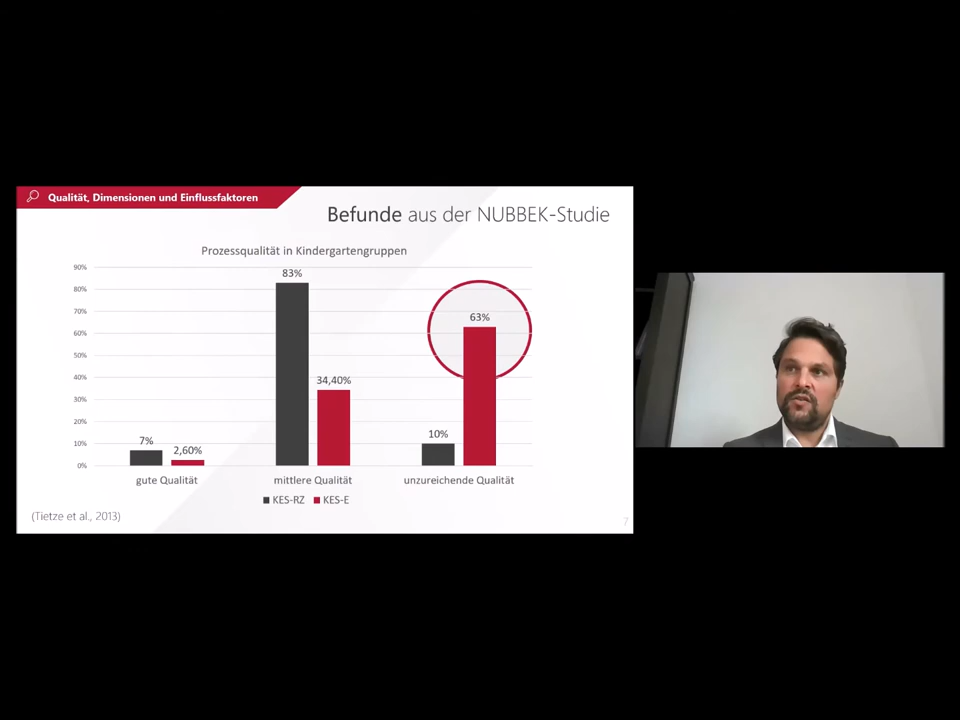 Qualität, Dimensionen und Einflussfaktoren
Befunde aus der NUBBEK-Studie
Prozessqualität in Kindergartengruppen
90%
80%
70%
60%
50%
40%
30%
20%
10%
0%
7%
2,60%
83%
34,40%
10%
63%
gute Qualität
mittlere Qualität
unzureichende Qualität
KES-RZ
KES-E
(Tietze et al., 2013)
7